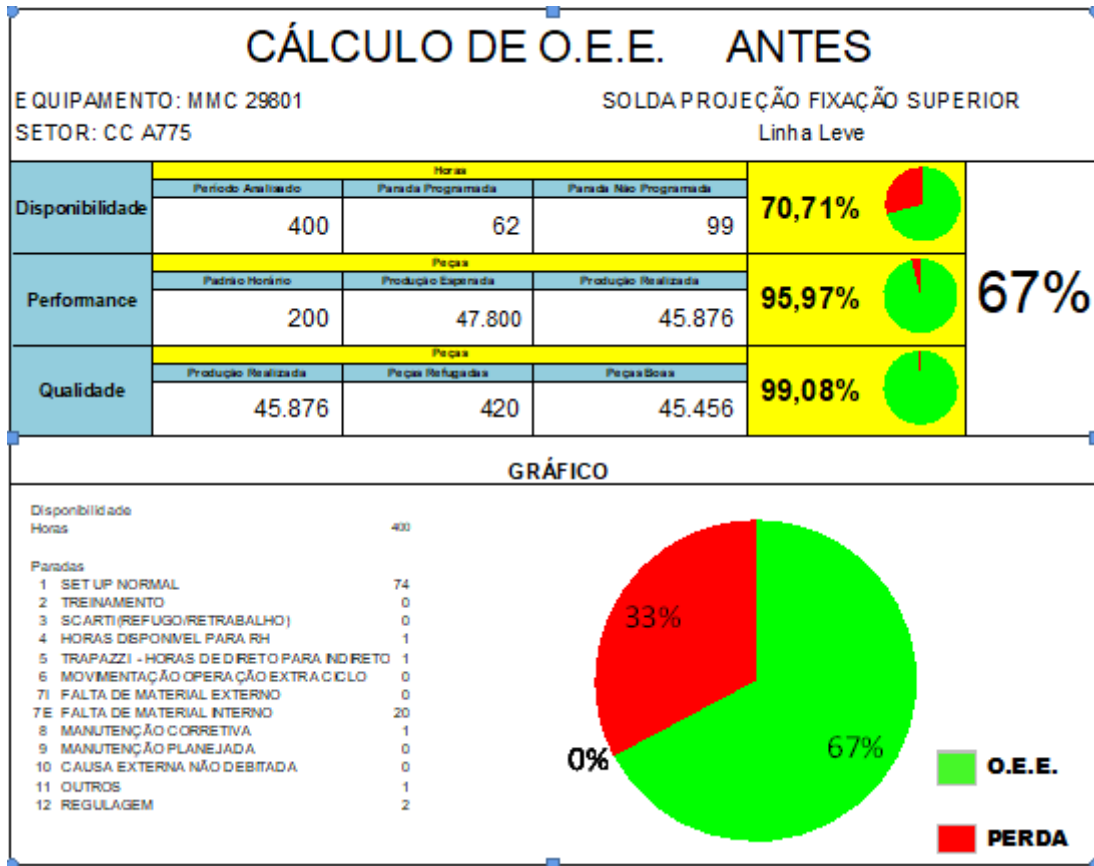 CÁLCULO DE O.E.E. ANTES
EQUIPAMENTO: MMC 29801 SOLDA PROJEÇÃO FIXAÇÃO SUPERIOR
SETOR: CC A775 Linha Leve
Horas
Disponibilidade Período Analisado Parada Programada Parada Não Programada 70,71%
400 62 99
Peças
Performance Padrão Horário Produção Esperada Produção Realizada 95,97% 67%
200 47.800 45.876
Peças
Qualidade Produção Realizada Peças Refugadas Peças Boas 99,08%
45.876 420 45.456
GRÁFICO
Disponibilidade
Horas 400
Paradas
1 SET UP NORMAL 74
2 TREINAMENTO 0
3 SCARTI (REFUGO/RETRABALHO) 0
4 HORAS DISPONIVEL PARA RH 1
5 TRAPAZZI - HORAS DE DIRETO PARA INDIRETO 1
6 MOVIMENTAÇÃO OPERAÇÃO EXTRA CICLO 0
7I FALTA DE MATERIAL EXTERNO 0
7E FALTA DE MATERIAL INTERNO 20
8 MANUTENÇÃO CORRETIVA 1
9 MANUTENÇÃO PLANEJADA 0
10 CAUSA EXTERNA NÃO DEBITADA 0
11 OUTROS 1
12 REGULAGEM 2
33%
67%
0%
O.E.E.
PERDA